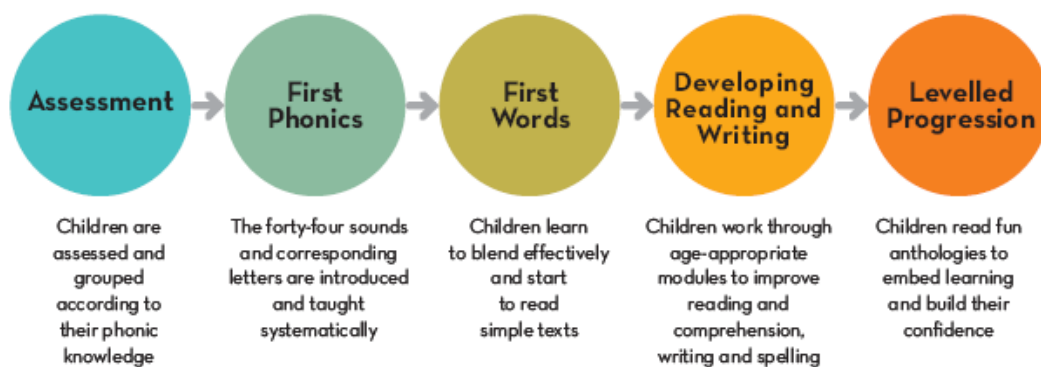 Assessment
First
Phonics
First
Words
Developing
Reading and
Writing
Levelled
Progression
Children are
assessed and
grouped
according to
their phonic
knowledge
The forty-four sounds
and corresponding
letters are introduced
and taught
systematically
Children learn
to blend effectively
and start
to read
simple texts
Children work through
age-appropriate
modules to improve
reading and
comprehension,
writing and spelling
Children read fun
anthologies to
embed learning
and build their
confidence